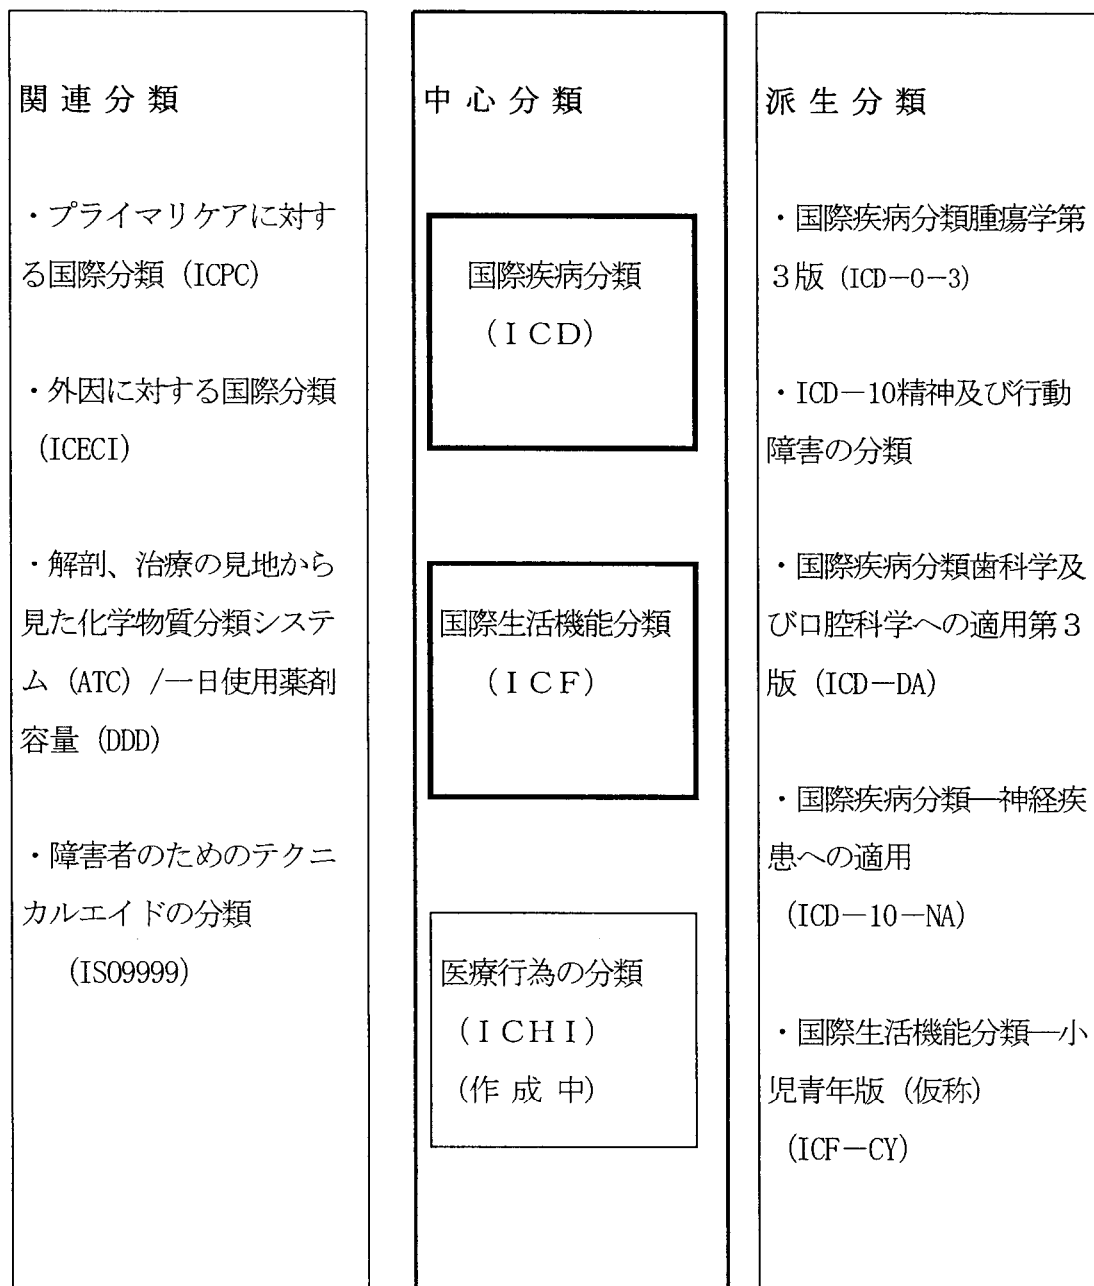 関連分類
・プライマリケアに対す
る国際分類 (ICPC)
・外因に対する国際分類
(ICECI)
・解剖、治療の見地から
見た化学物質分類システ
ム (ATC) /一日使用薬剤
容量 (DDD)
・障害者のためのテクニ
カルエイドの分類
(ISO9999)
中心分類
国際疾病分類
(ICD)
国際生活機能分類
(ICF)
医療行為の分類
(ICHI)
(作成中)
派生分類
・国際疾病分類腫瘍学第
3版 (ICD-0-3)
・ICD-10精神及び行動
障害の分類
・国際疾病分類歯科学及
び口腔科学への適用第3
版 (ICD-DA)
・国際疾病分類―神経疾
患への適用
(ICD-10-NA)
・国際生活機能分類―小
児青年版 (仮称)
(ICF-CY)